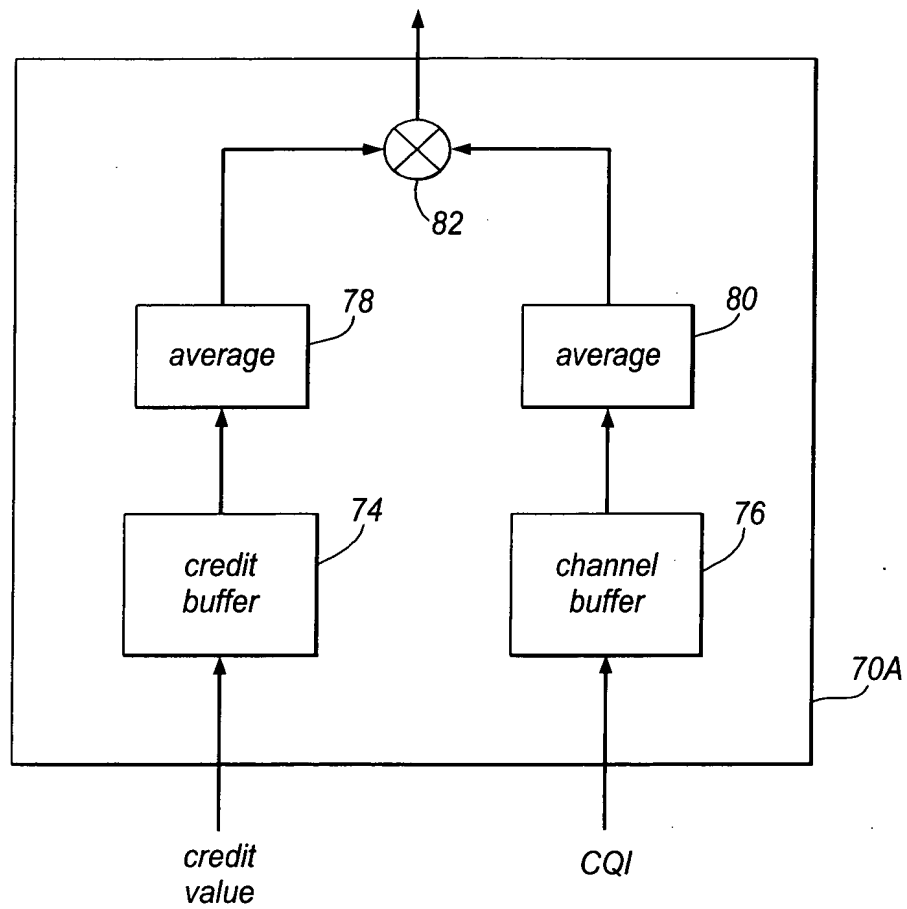 82
78
average
80
average
74
credit
buffer
76
channel
buffer
70A
credit
value
CQI